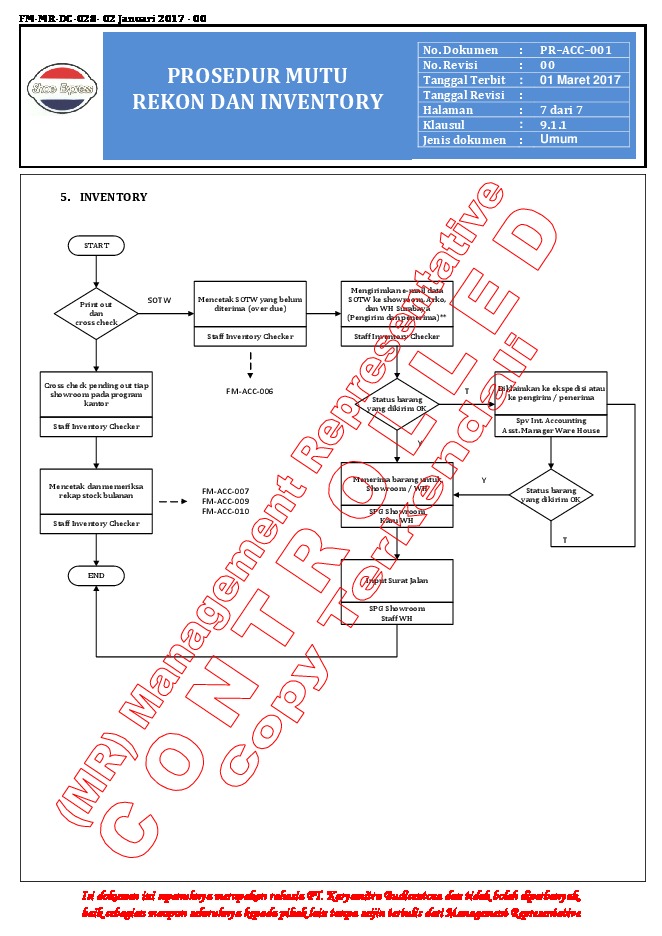 FM-MR-DC-028- 02 Januari 2017 - 00
Shoe Express
PROSEDUR MUTU
REKON DAN INVENTORY
No. Dokumen : PR–ACC–001
No. Revisi : 00
Tanggal Terbit : 01 Maret 2017
Tanggal Revisi :
Halaman : 7 dari 7
Klausul : 9.1.1
Jenis dokumen : Umum
5. INVENTORY
START
Print out
dan
cross check
SOTW
Mencetak SOTW yang belum
diterima (over due)
Staff Inventory Checker
FM-ACC-006
Mengirimkan e-mail data
SOTW ke showroom, Arko,
dan WH Surabaya
(Pengirim dan penerima)**
Staff Inventory Checker
Cross check pending out tiap
showroom pada program
kantor
Staff Inventory Checker
Status barang
yang dikirim OK
T
Y
Diklaimkan ke ekspedisi atau
ke pengirim / penerima
Spv Int. Accounting
Asst. Manager Ware House
Mencetak dan memeriksa
rekap stock bulanan
Staff Inventory Checker
FM-ACC-007
FM-ACC-009
FM-ACC-010
Menerima barang untuk
Showroom / WH
SPG Showroom
Karu WH
Y
Status barang
yang dikirim OK
T
END
Input Surat Jalan
SPG Showroom
Staff WH
(MR) Management Representative
CONTROLLED
Copy Terkendali
Isi dokumen ini sepenuhnya merupakan rahasia PT. Karyamitra Budisentosa dan tidak boleh diperbanyak,
baik sebagian maupun seluruhnya kepada pihak lain tanpa seijin tertulis dari Management Representative